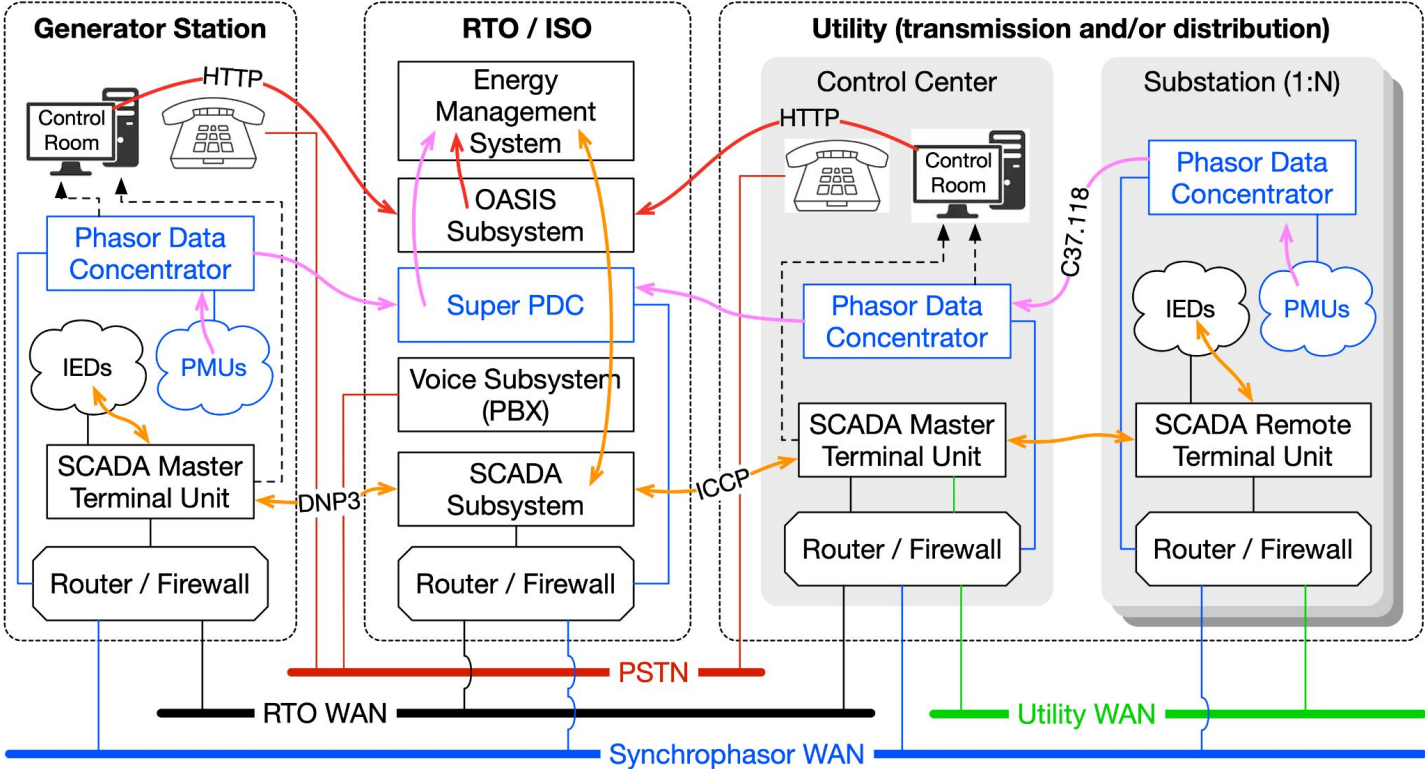 Generator Station
HTTP
Control
Room
Phasor Data
Concentrator
IEDs
PMUs
SCADA Master
Terminal Unit
DNP3
Router / Firewall
RTO / ISO
Energy
Management
System
OASIS
Subsystem
Super PDC
Voice Subsystem
(PBX)
SCADA
Subsystem
ICCP
Router / Firewall
Utility (transmission and/or distribution)
Control Center
HTTP
Control
Room
Phasor Data
Concentrator
SCADA Master
Terminal Unit
Router / Firewall
Substation (1:N)
Phasor Data
Concentrator
C37.118
IEDs
PMUs
SCADA Remote
Terminal Unit
Router / Firewall
PSTN
RTO WAN
Utility WAN
Synchrophasor WAN